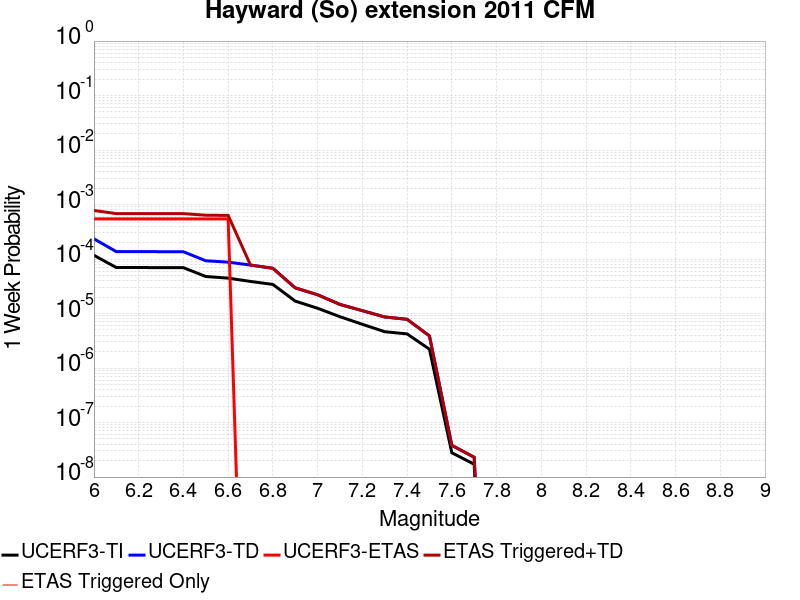 Hayward (So) extension 2011 CFM
10^0
10^-1
10^-2
10^-3
10^-4
10^-5
10^-6
10^-7
10^-8
1 Week Probability
6 6.2 6.4 6.6 6.8 7 7.2 7.4 7.6 7.8 8 8.2 8.4 8.6 8.8 9
Magnitude
UCERF3-TI UCERF3-TD UCERF3-ETAS ETAS Triggered+TD
ETAS Triggered Only